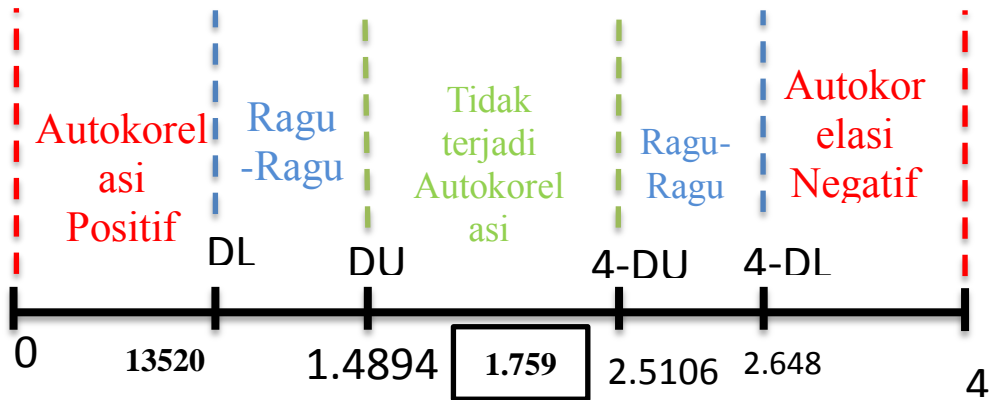 Autokorel
asi
Positif
Ragu
-Ragu
Tidak
terjadi
Autokorel
asi
Ragu-
Ragu
Autokor
elasi
Negatif
DL
DU
4-DU
4-DL
0
13520
1.4894
1.759
2.5106
2.648
4